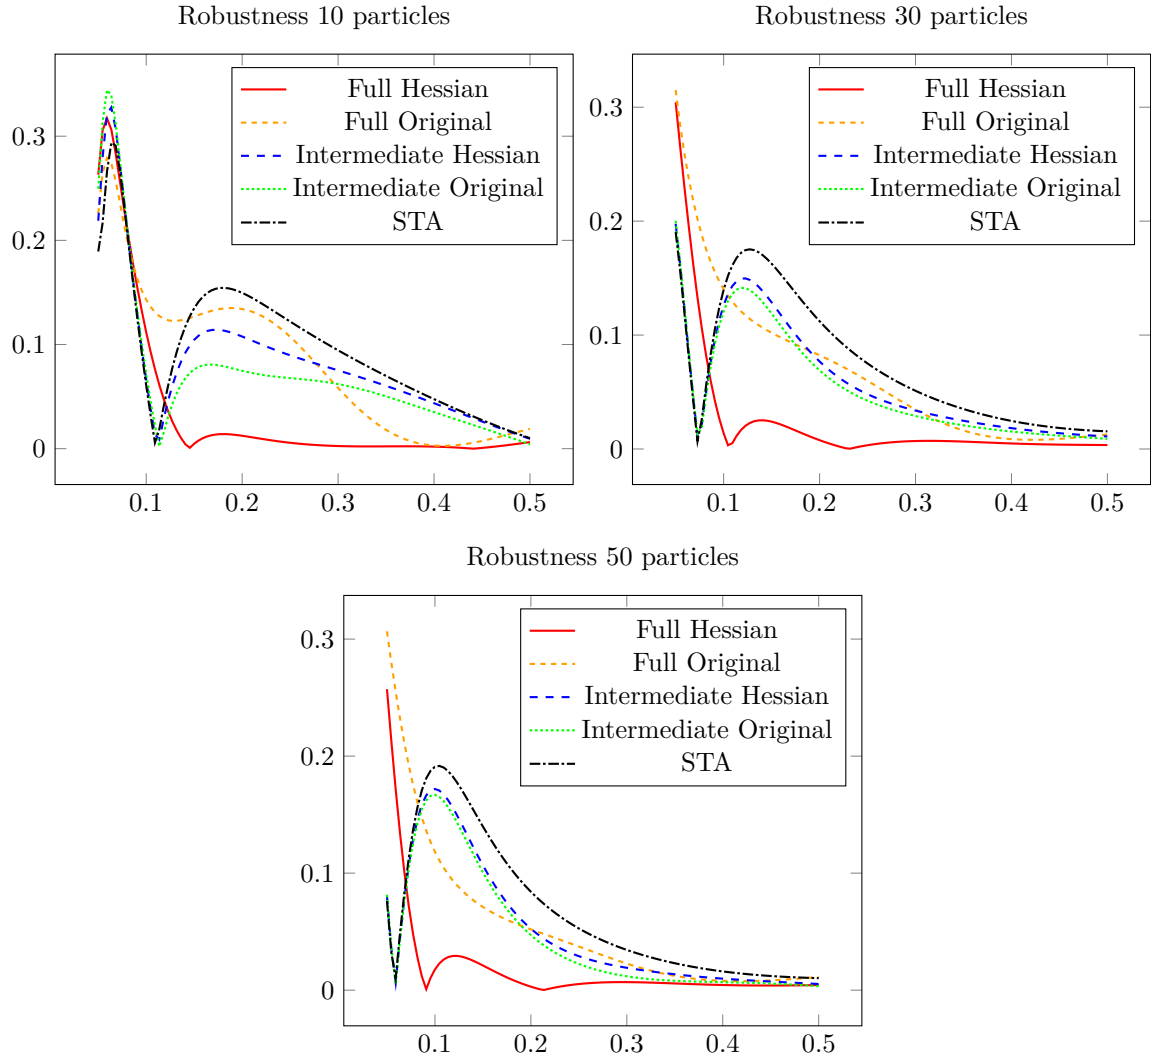 Robustness 10 particles
Full Hessian
Full Original
Intermediate Hessian
Intermediate Original
STA
0.3
0.2
0.1
0
0.1 0.2 0.3 0.4 0.5
Robustness 30 particles
Full Hessian
Full Original
Intermediate Hessian
Intermediate Original
STA
0.3
0.2
0.1
0
0.1 0.2 0.3 0.4 0.5
Robustness 50 particles
Full Hessian
Full Original
Intermediate Hessian
Intermediate Original
STA
0.3
0.2
0.1
0
0.1 0.2 0.3 0.4 0.5